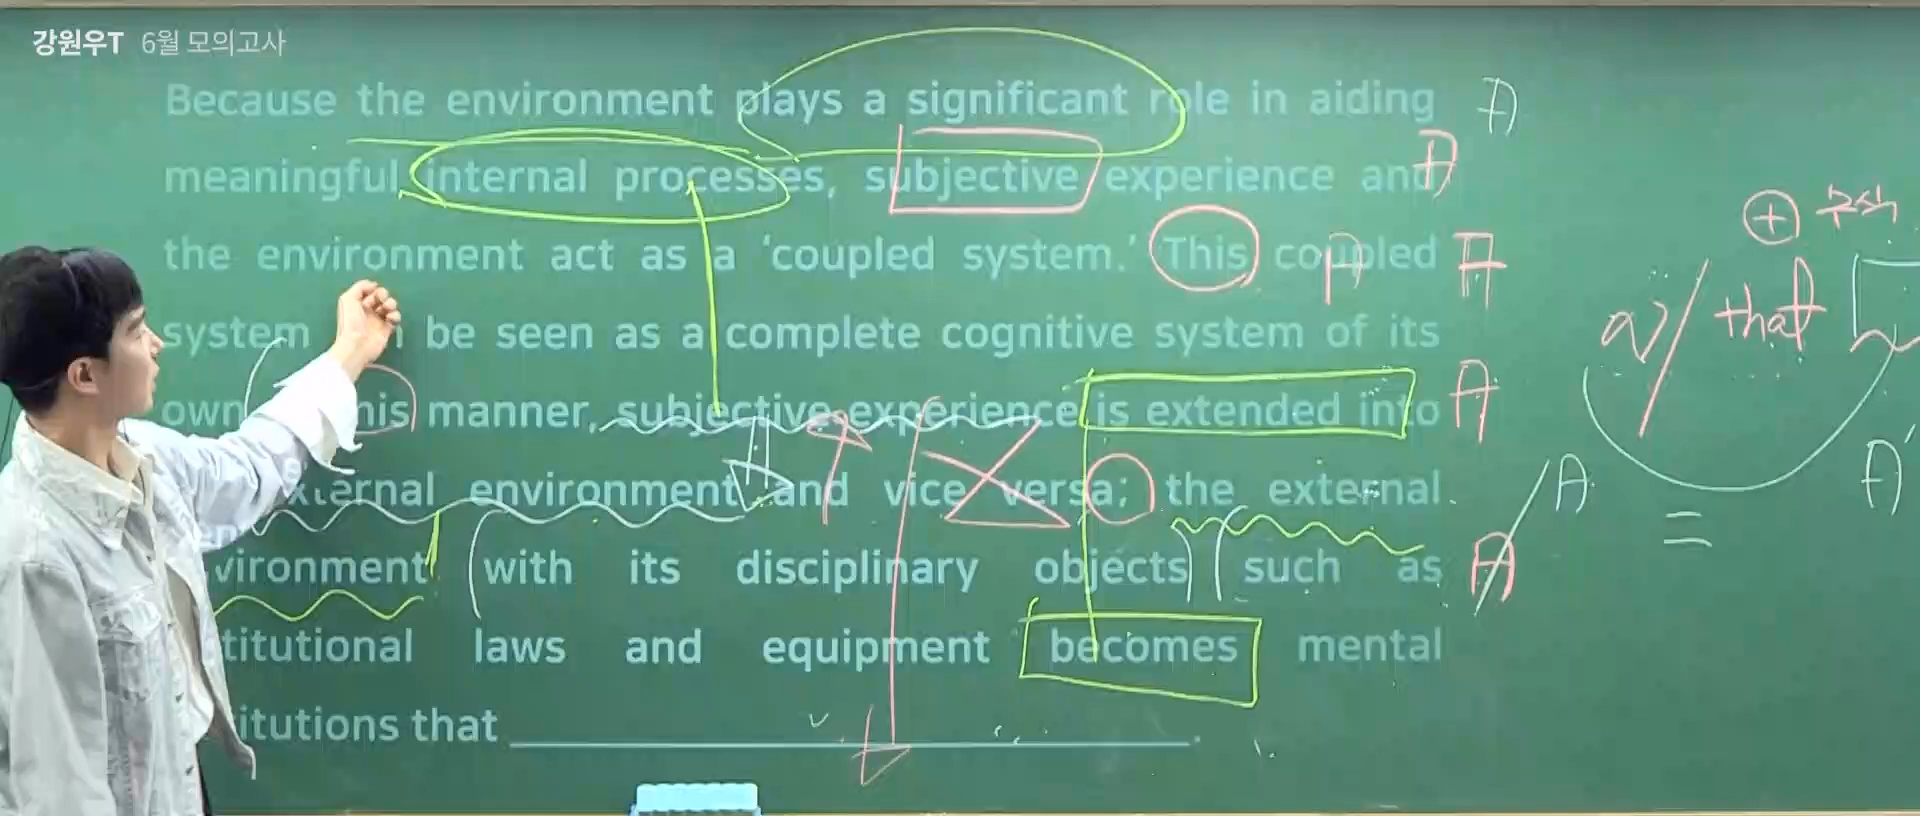 강원우T 6월 모의고사
Because the environment plays a significant role in aiding A
meaningful internal processes, subjective experience and A
the environment act as a ‘coupled system.’ This coupled A A
system be seen as a complete cognitive system of its
own his manner, subjective experience is extended into A
xternal environment and vice versa; the external A
vironment with its disciplinary objects such as A
titutional laws and equipment becomes mental
itutions that
+ 추상
n / that
= A'